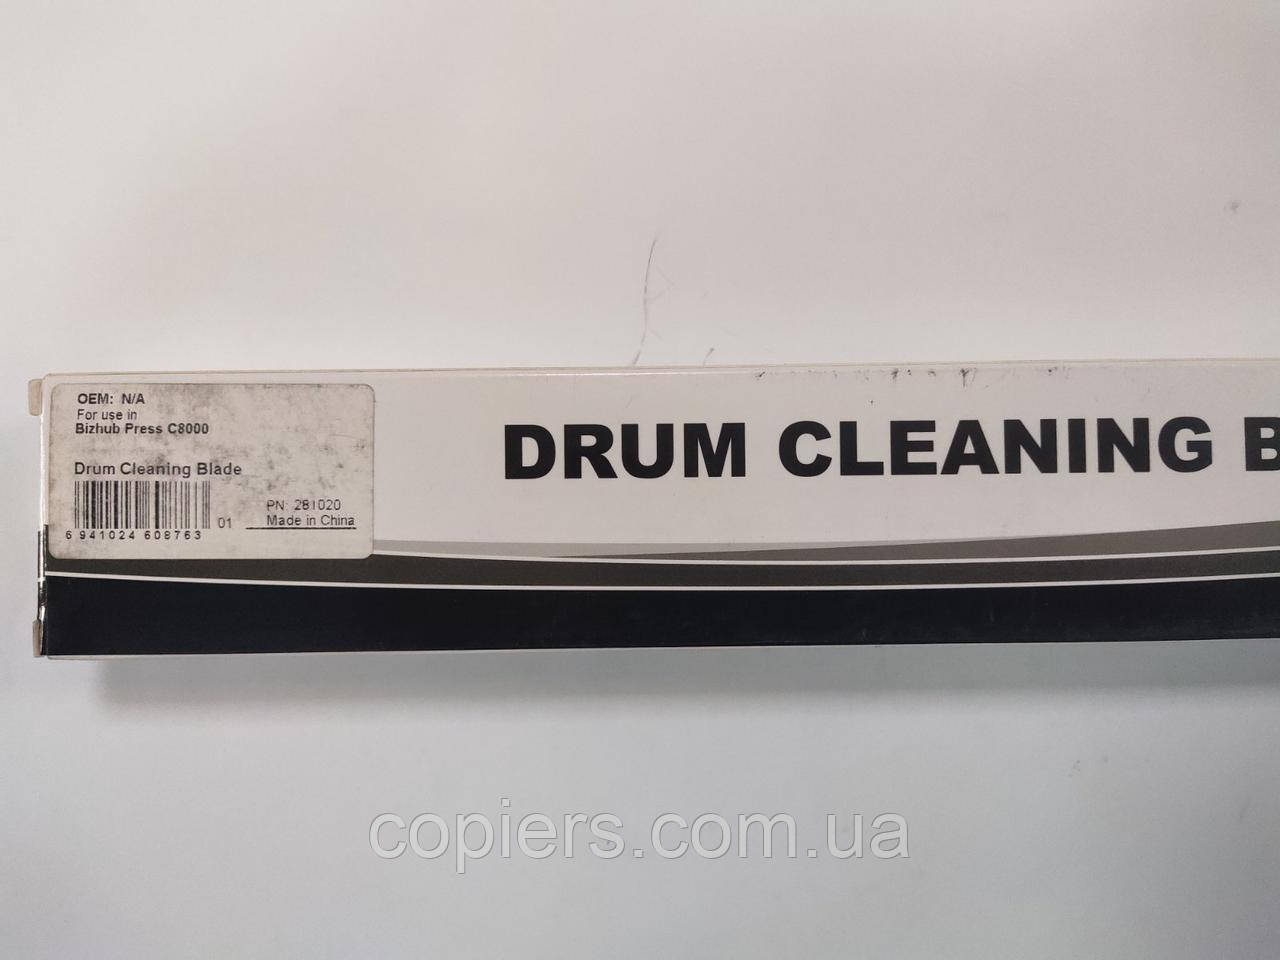 OEM: N/A
For use in
Bizhub Press C8000
Drum Cleaning Blade
6 941024 608763
01
PN: 281020
Made in China
DRUM CLEANING B
copiers.com.ua